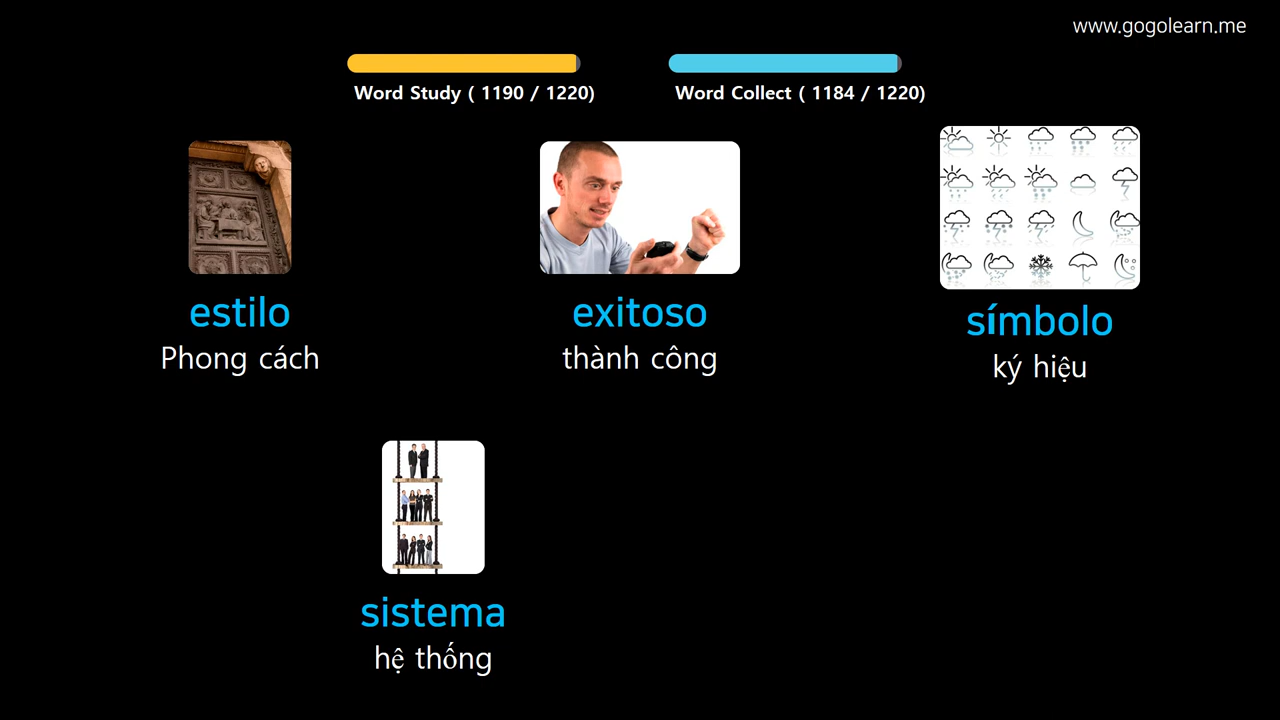 www.gogolearn.me
Word Study ( 1190 / 1220)
Word Collect ( 1184 / 1220)
estilo
Phong cách
exitoso
thành công
símbolo
ký hiệu
sistema
hệ thống